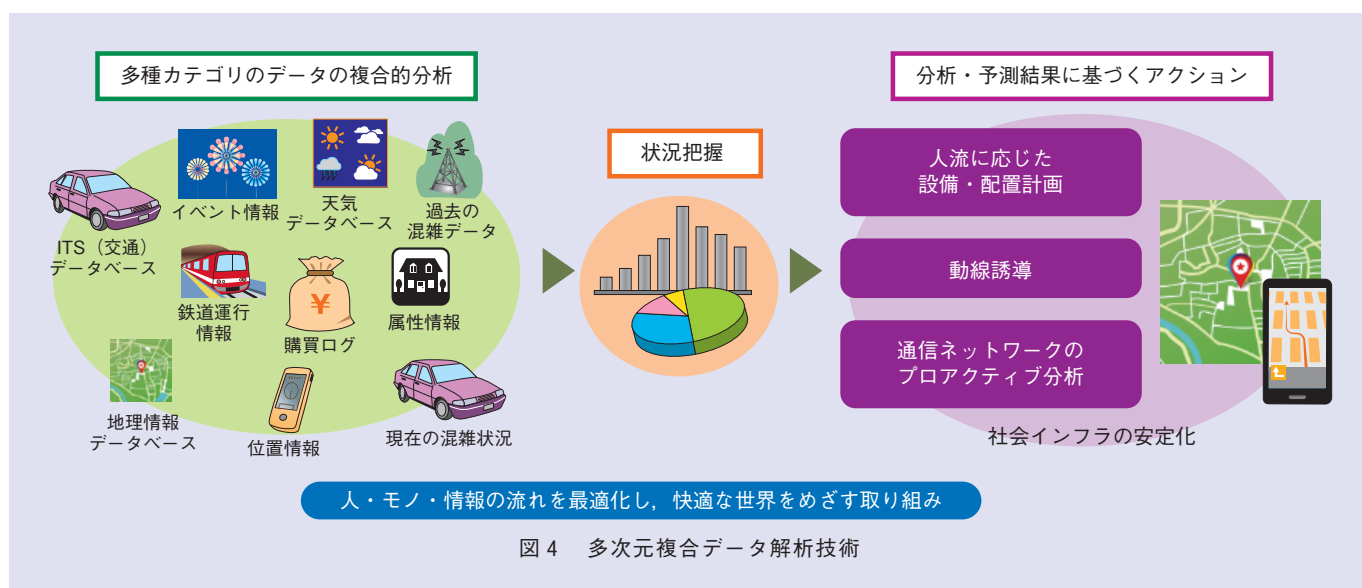 多種カテゴリのデータの複合的分析
分析・予測結果に基づくアクション
状況把握
イベント情報
天気
データベース
過去の
混雑データ
ITS（交通）
データベース
鉄道運行
情報
¥
購買ログ
属性情報
地理情報
データベース
位置情報
現在の混雑状況
人流に応じた
設備・配置計画
動線誘導
通信ネットワークの
プロアクティブ分析
社会インフラの安定化
人・モノ・情報の流れを最適化し，快適な世界をめざす取り組み
図 4　多次元複合データ解析技術